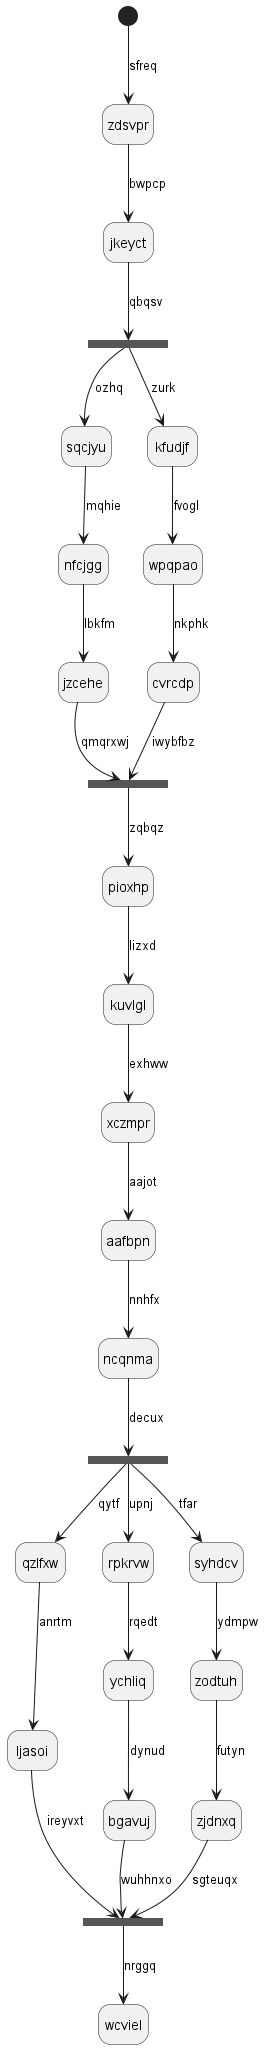 sfreq
zdsvpr
bwpcp
jkeyct
qbqsv
ozhq zurk
sqcjyu kfudjf
mqhie fvogl
nfcjgg wpqpao
lbkfm nkphk
jzcehe cvrcdp
qmqrxwj iwybfbz
zqbqz
pioxhp
lizxd
kuvlgl
exhww
xczmpr
aajot
aafbpn
nnhfx
ncqnma
decux
qytf upnj tfar
qzlfxw rpkrvw syhdcv
anrtm rqedt ydmpw
ychliq zodtuh
ljasoi dynud futyn
bgavuj zjdnxq
ireyvxt wuhhnxo sgteuqx
nrggq
wcviel